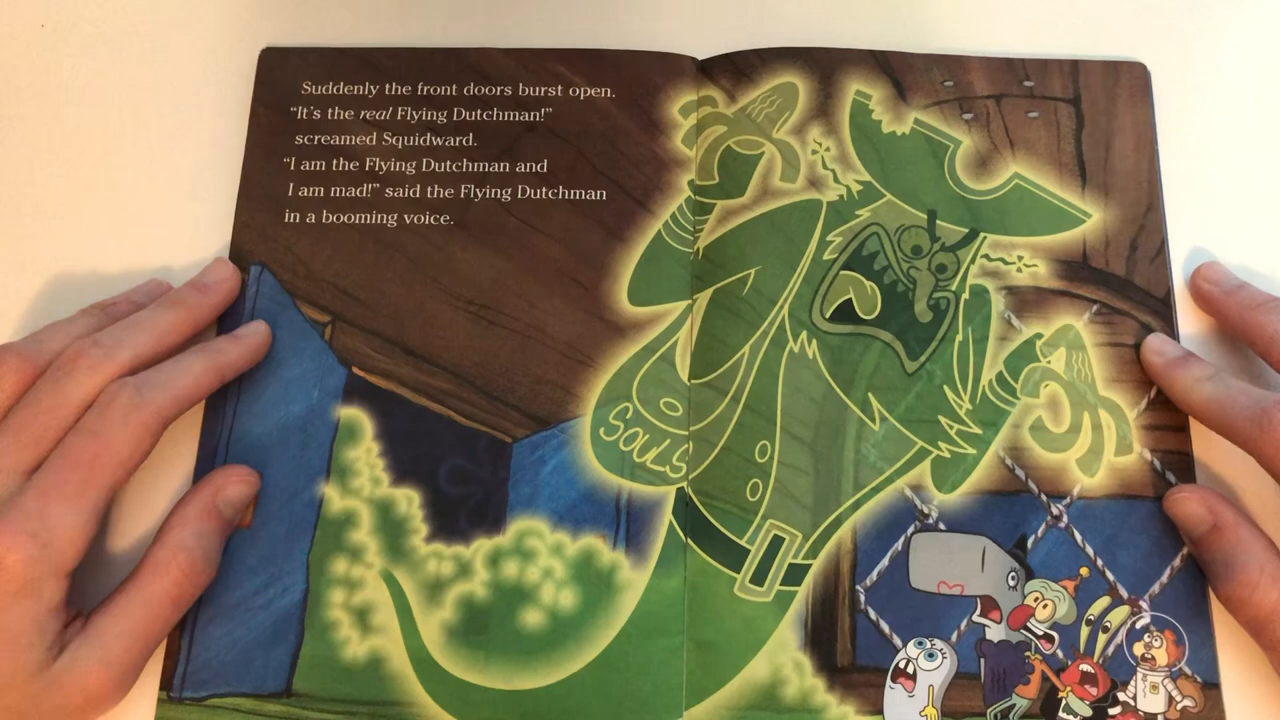 Suddenly the front doors burst open.
“It’s the real Flying Dutchman!”
screamed Squidward.
“I am the Flying Dutchman and
I am mad!” said the Flying Dutchman
in a booming voice.
SOULS